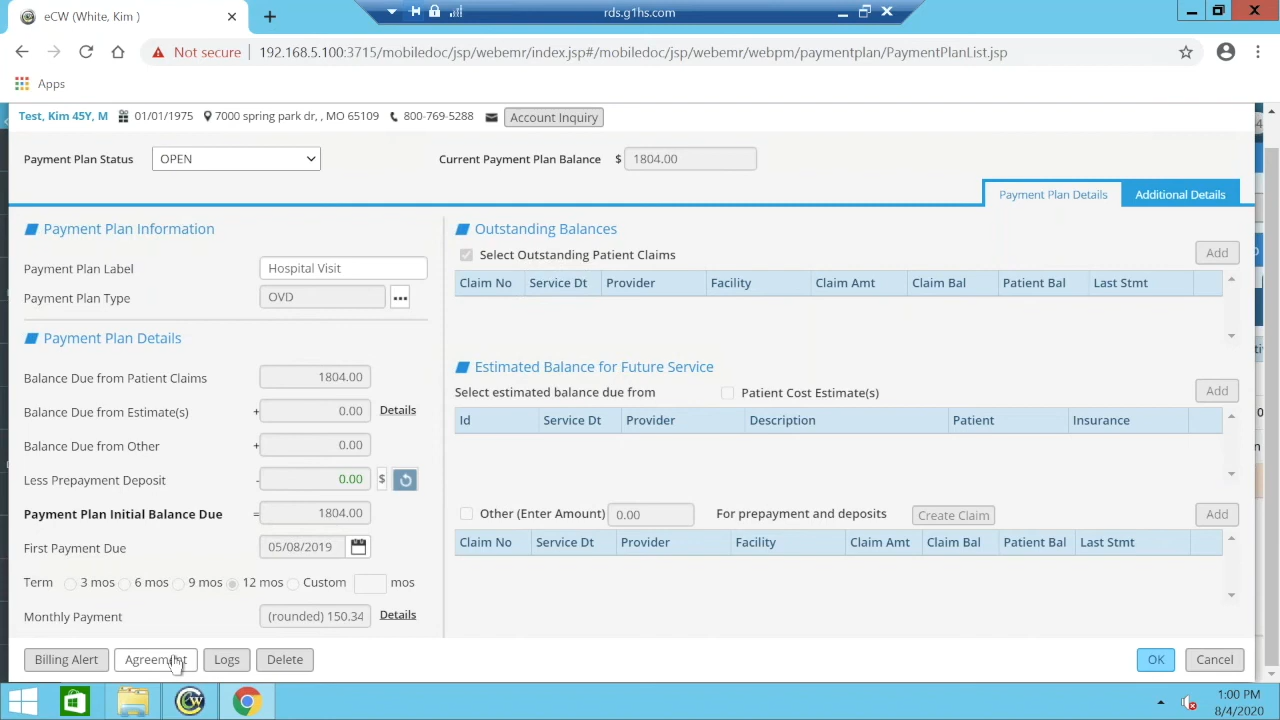 eCW (White, Kim )
rds.g1hs.com
Not secure 192.168.5.100:3715/mobiledoc/jsp/webemr/index.jsp#/mobiledoc/jsp/webemr/webpm/paymentplan/PaymentPlanList.jsp
Apps
Test, Kim 45Y, M 01/01/1975 7000 spring park dr, , MO 65109 800-769-5288 Account Inquiry
Payment Plan Status OPEN Current Payment Plan Balance $ 1804.00
Payment Plan Details Additional Details
Payment Plan Information
Payment Plan Label Hospital Visit
Payment Plan Type OVD ...
Payment Plan Details
Balance Due from Patient Claims 1804.00
Balance Due from Estimate(s) + 0.00 Details
Balance Due from Other + 0.00
Less Prepayment Deposit - 0.00 $
Payment Plan Initial Balance Due = 1804.00
First Payment Due 05/08/2019
Term 3 mos 6 mos 9 mos 12 mos Custom mos
Monthly Payment (rounded) 150.34 Details
Outstanding Balances
Select Outstanding Patient Claims Add
Claim No Service Dt Provider Facility Claim Amt Claim Bal Patient Bal Last Stmt
Estimated Balance for Future Service
Select estimated balance due from Patient Cost Estimate(s) Add
Id Service Dt Provider Description Patient Insurance
Other (Enter Amount) 0.00 For prepayment and deposits Create Claim Add
Claim No Service Dt Provider Facility Claim Amt Claim Bal Patient Bal Last Stmt
Billing Alert Agreement Logs Delete OK Cancel
1:00 PM
8/4/2020